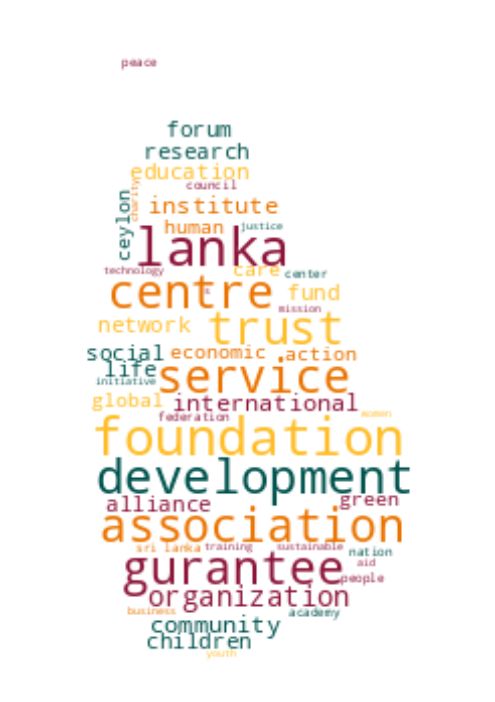 peace
forum
research
education
council
charity
institute
ceylon
human justice
lanka
technology care center
centre fund
mission
network trust
social economic action
life service
initiative
global international
federation women
foundation
development
alliance green
association
sri lanka training sustainable nation
gurantee aid
people
organization
business academy
community
children
youth